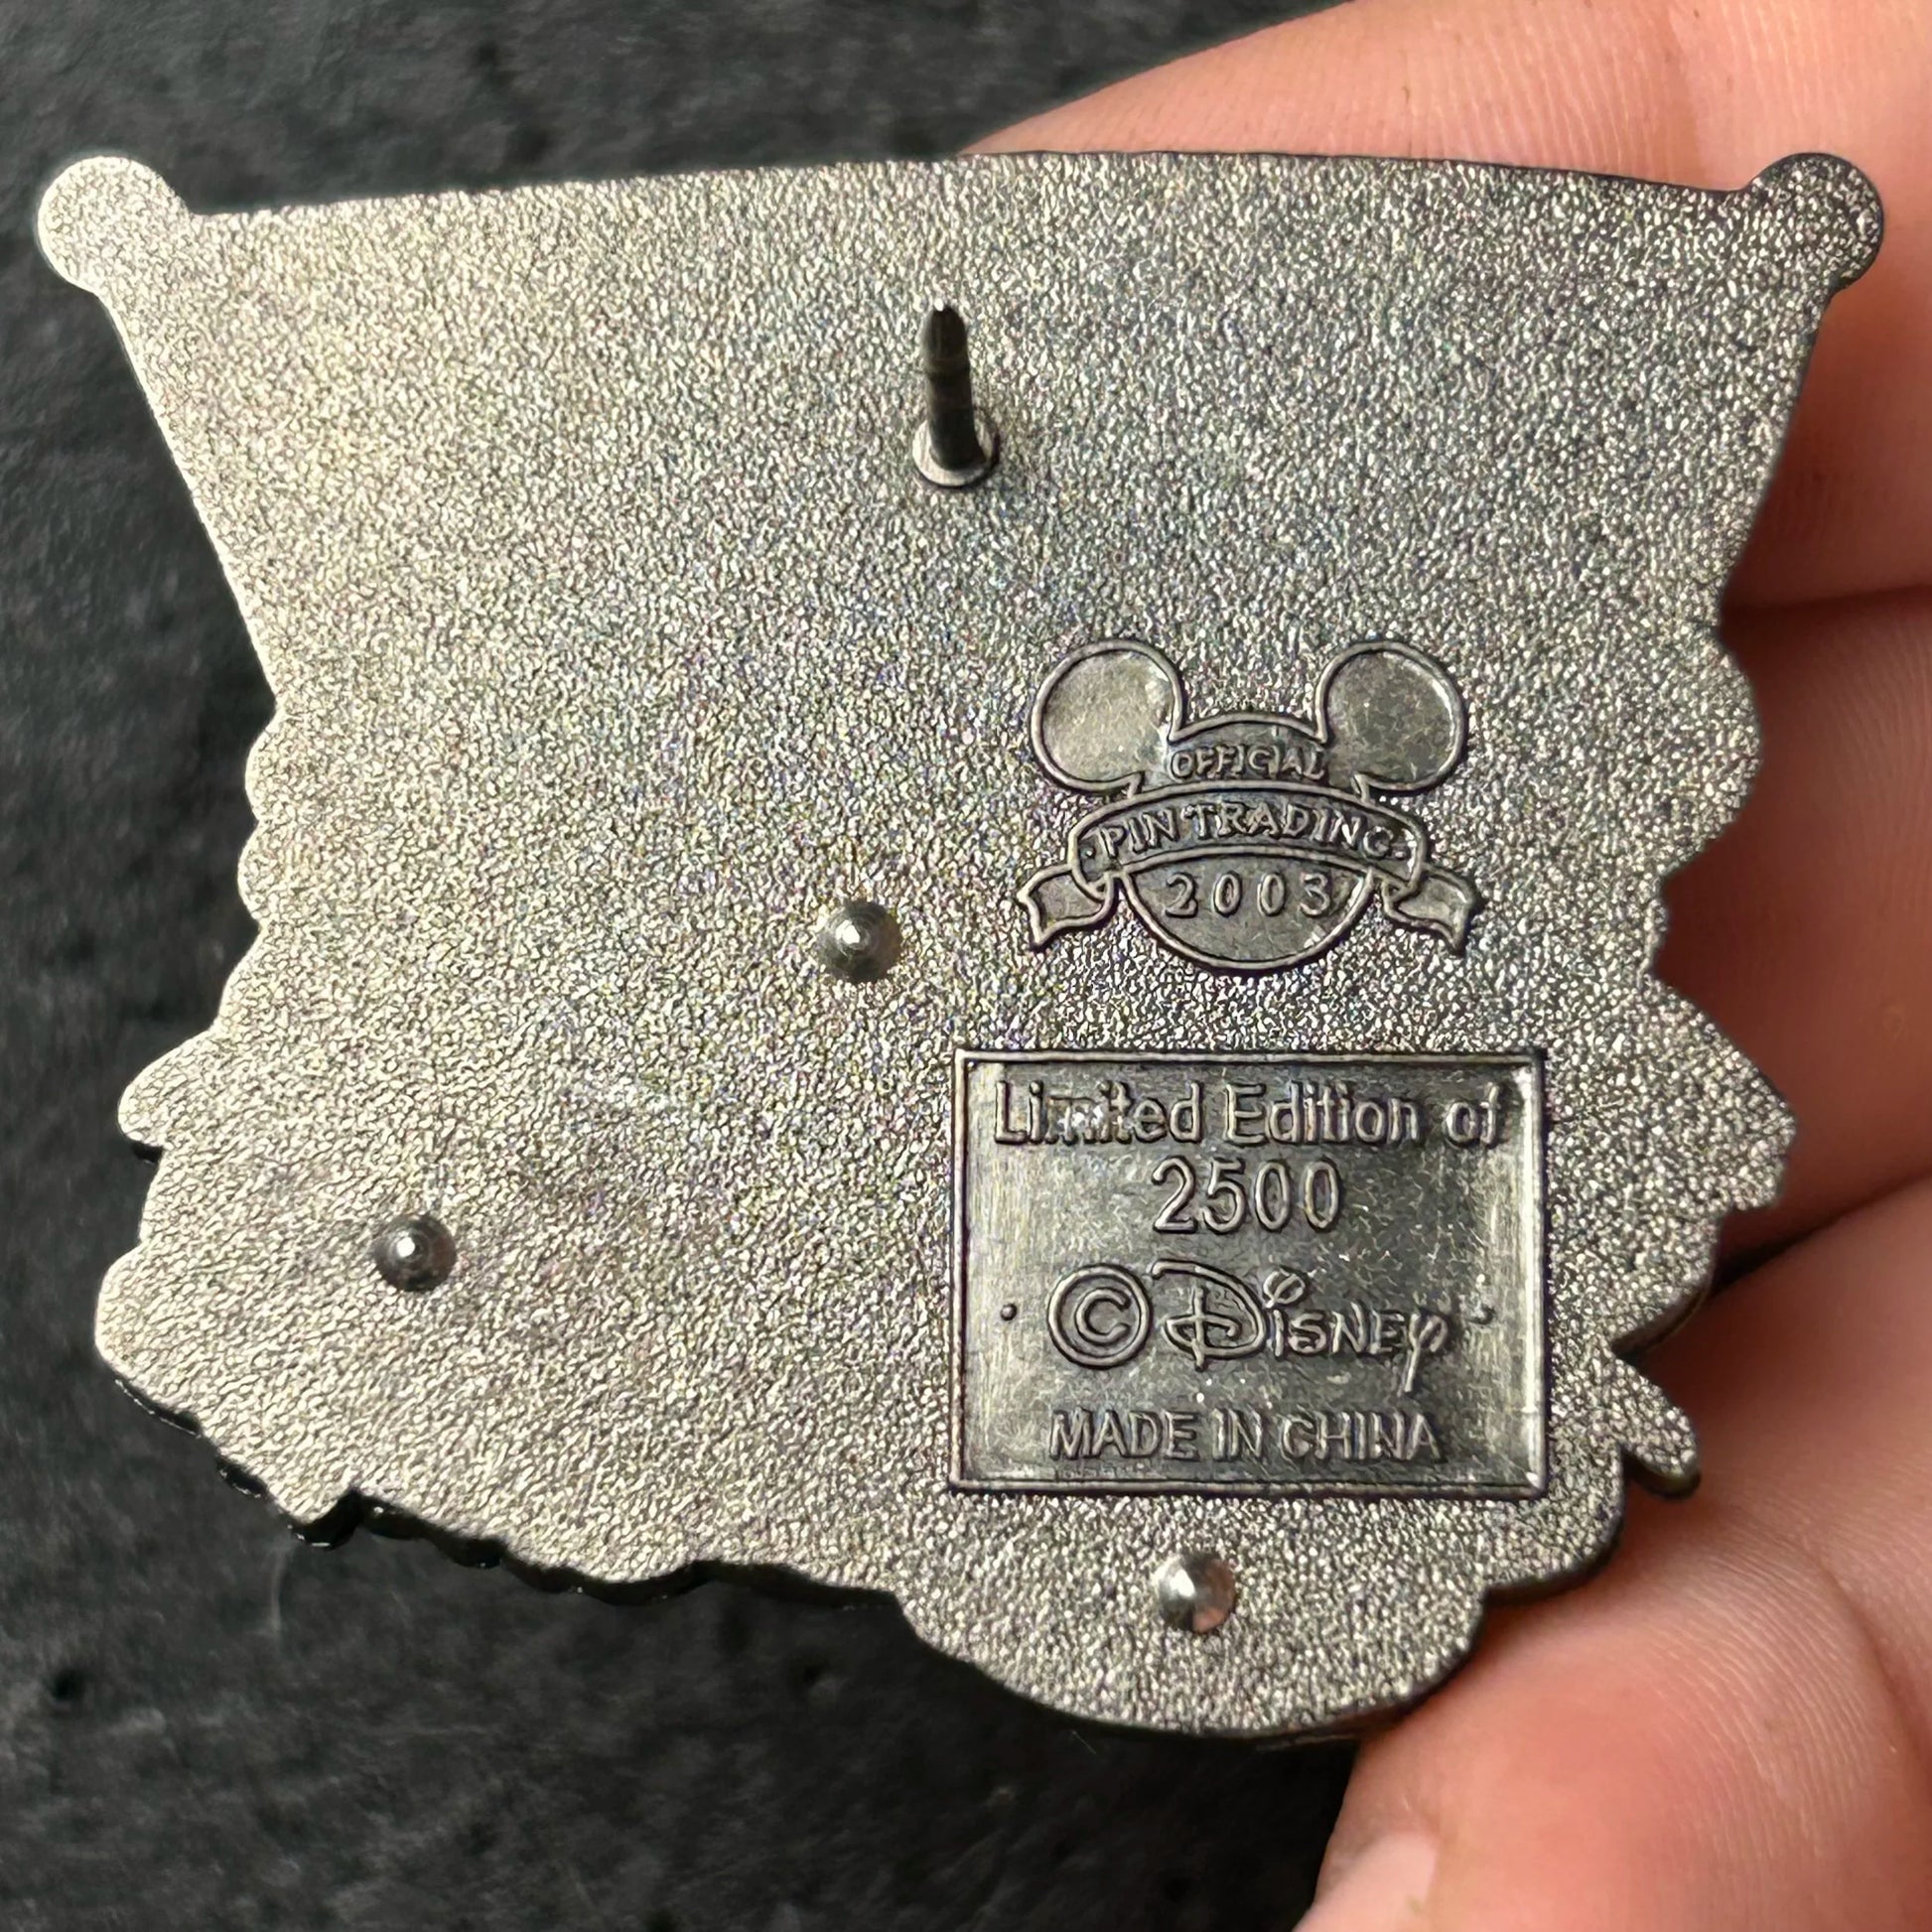 OFFICIAL
·PIN TRADING·
2003
Limited Edition of
2500
· © Disney ·
MADE IN CHINA